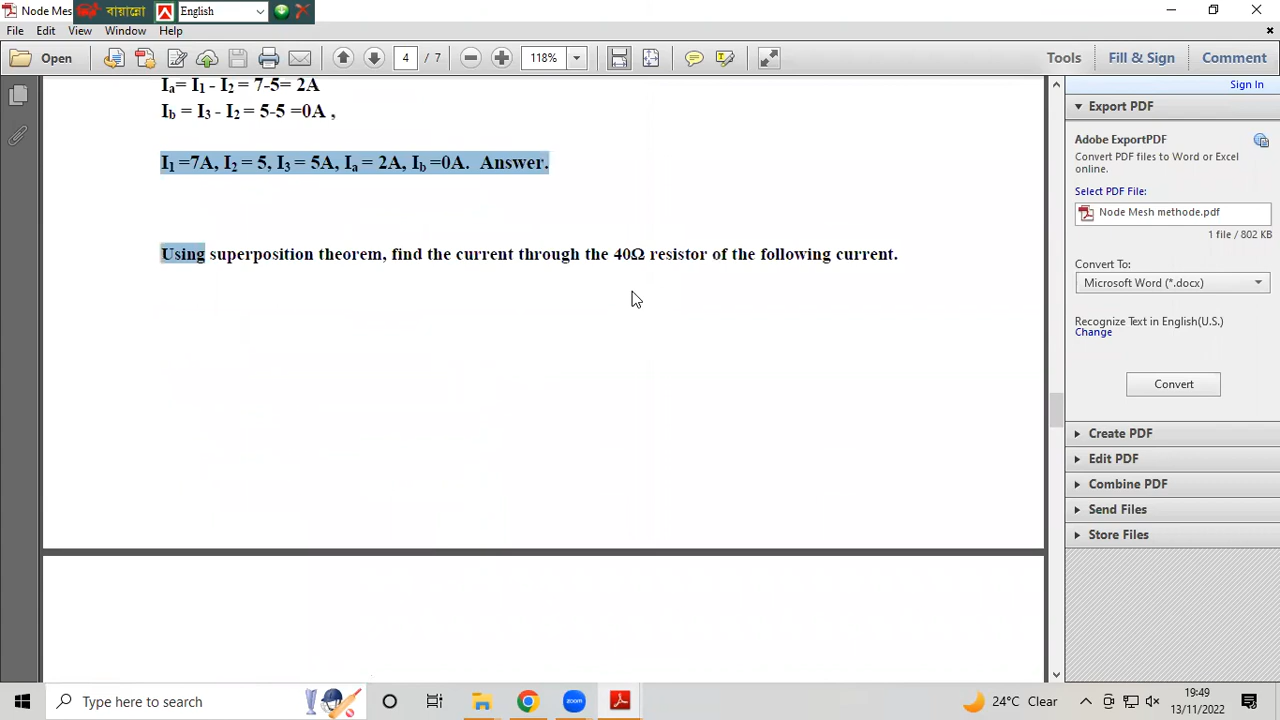 Node Mes
বায়ান্নো
English
File Edit View Window Help
Open
4 / 7
118%
Tools
Fill & Sign
Comment
Iₐ= I₁ - I₂ = 7-5= 2A
I_b = I₃ - I₂ = 5-5 =0A ,
I₁ =7A, I₂ = 5, I₃ = 5A, Iₐ = 2A, I_b =0A. Answer.
Using superposition theorem, find the current through the 40Ω resistor of the following current.
Sign In
Export PDF
Adobe ExportPDF
Convert PDF files to Word or Excel
online.
Select PDF File:
Node Mesh methode.pdf
1 file / 802 KB
Convert To:
Microsoft Word (*.docx)
Recognize Text in English(U.S.)
Change
Convert
Create PDF
Edit PDF
Combine PDF
Send Files
Store Files
Type here to search
zoom
24°C Clear
19:49
13/11/2022